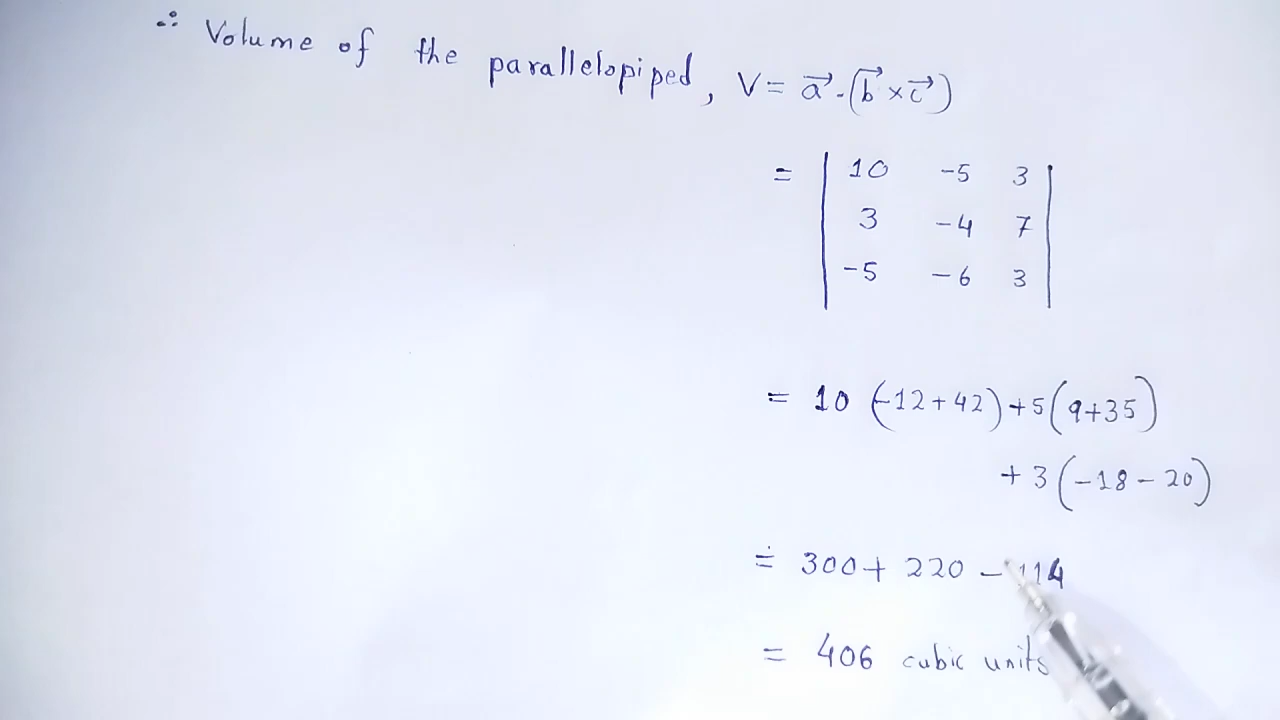 ∴ Volume of the parallelopiped, V = a⃗ . (b⃗ × c⃗)
= | 10 -5 3 |
| 3 -4 7 |
| -5 -6 3 |
= 10 (-12 + 42) + 5 (9 + 35)
+ 3 (-18 - 20)
= 300 + 220 - 114
= 406 cubic units